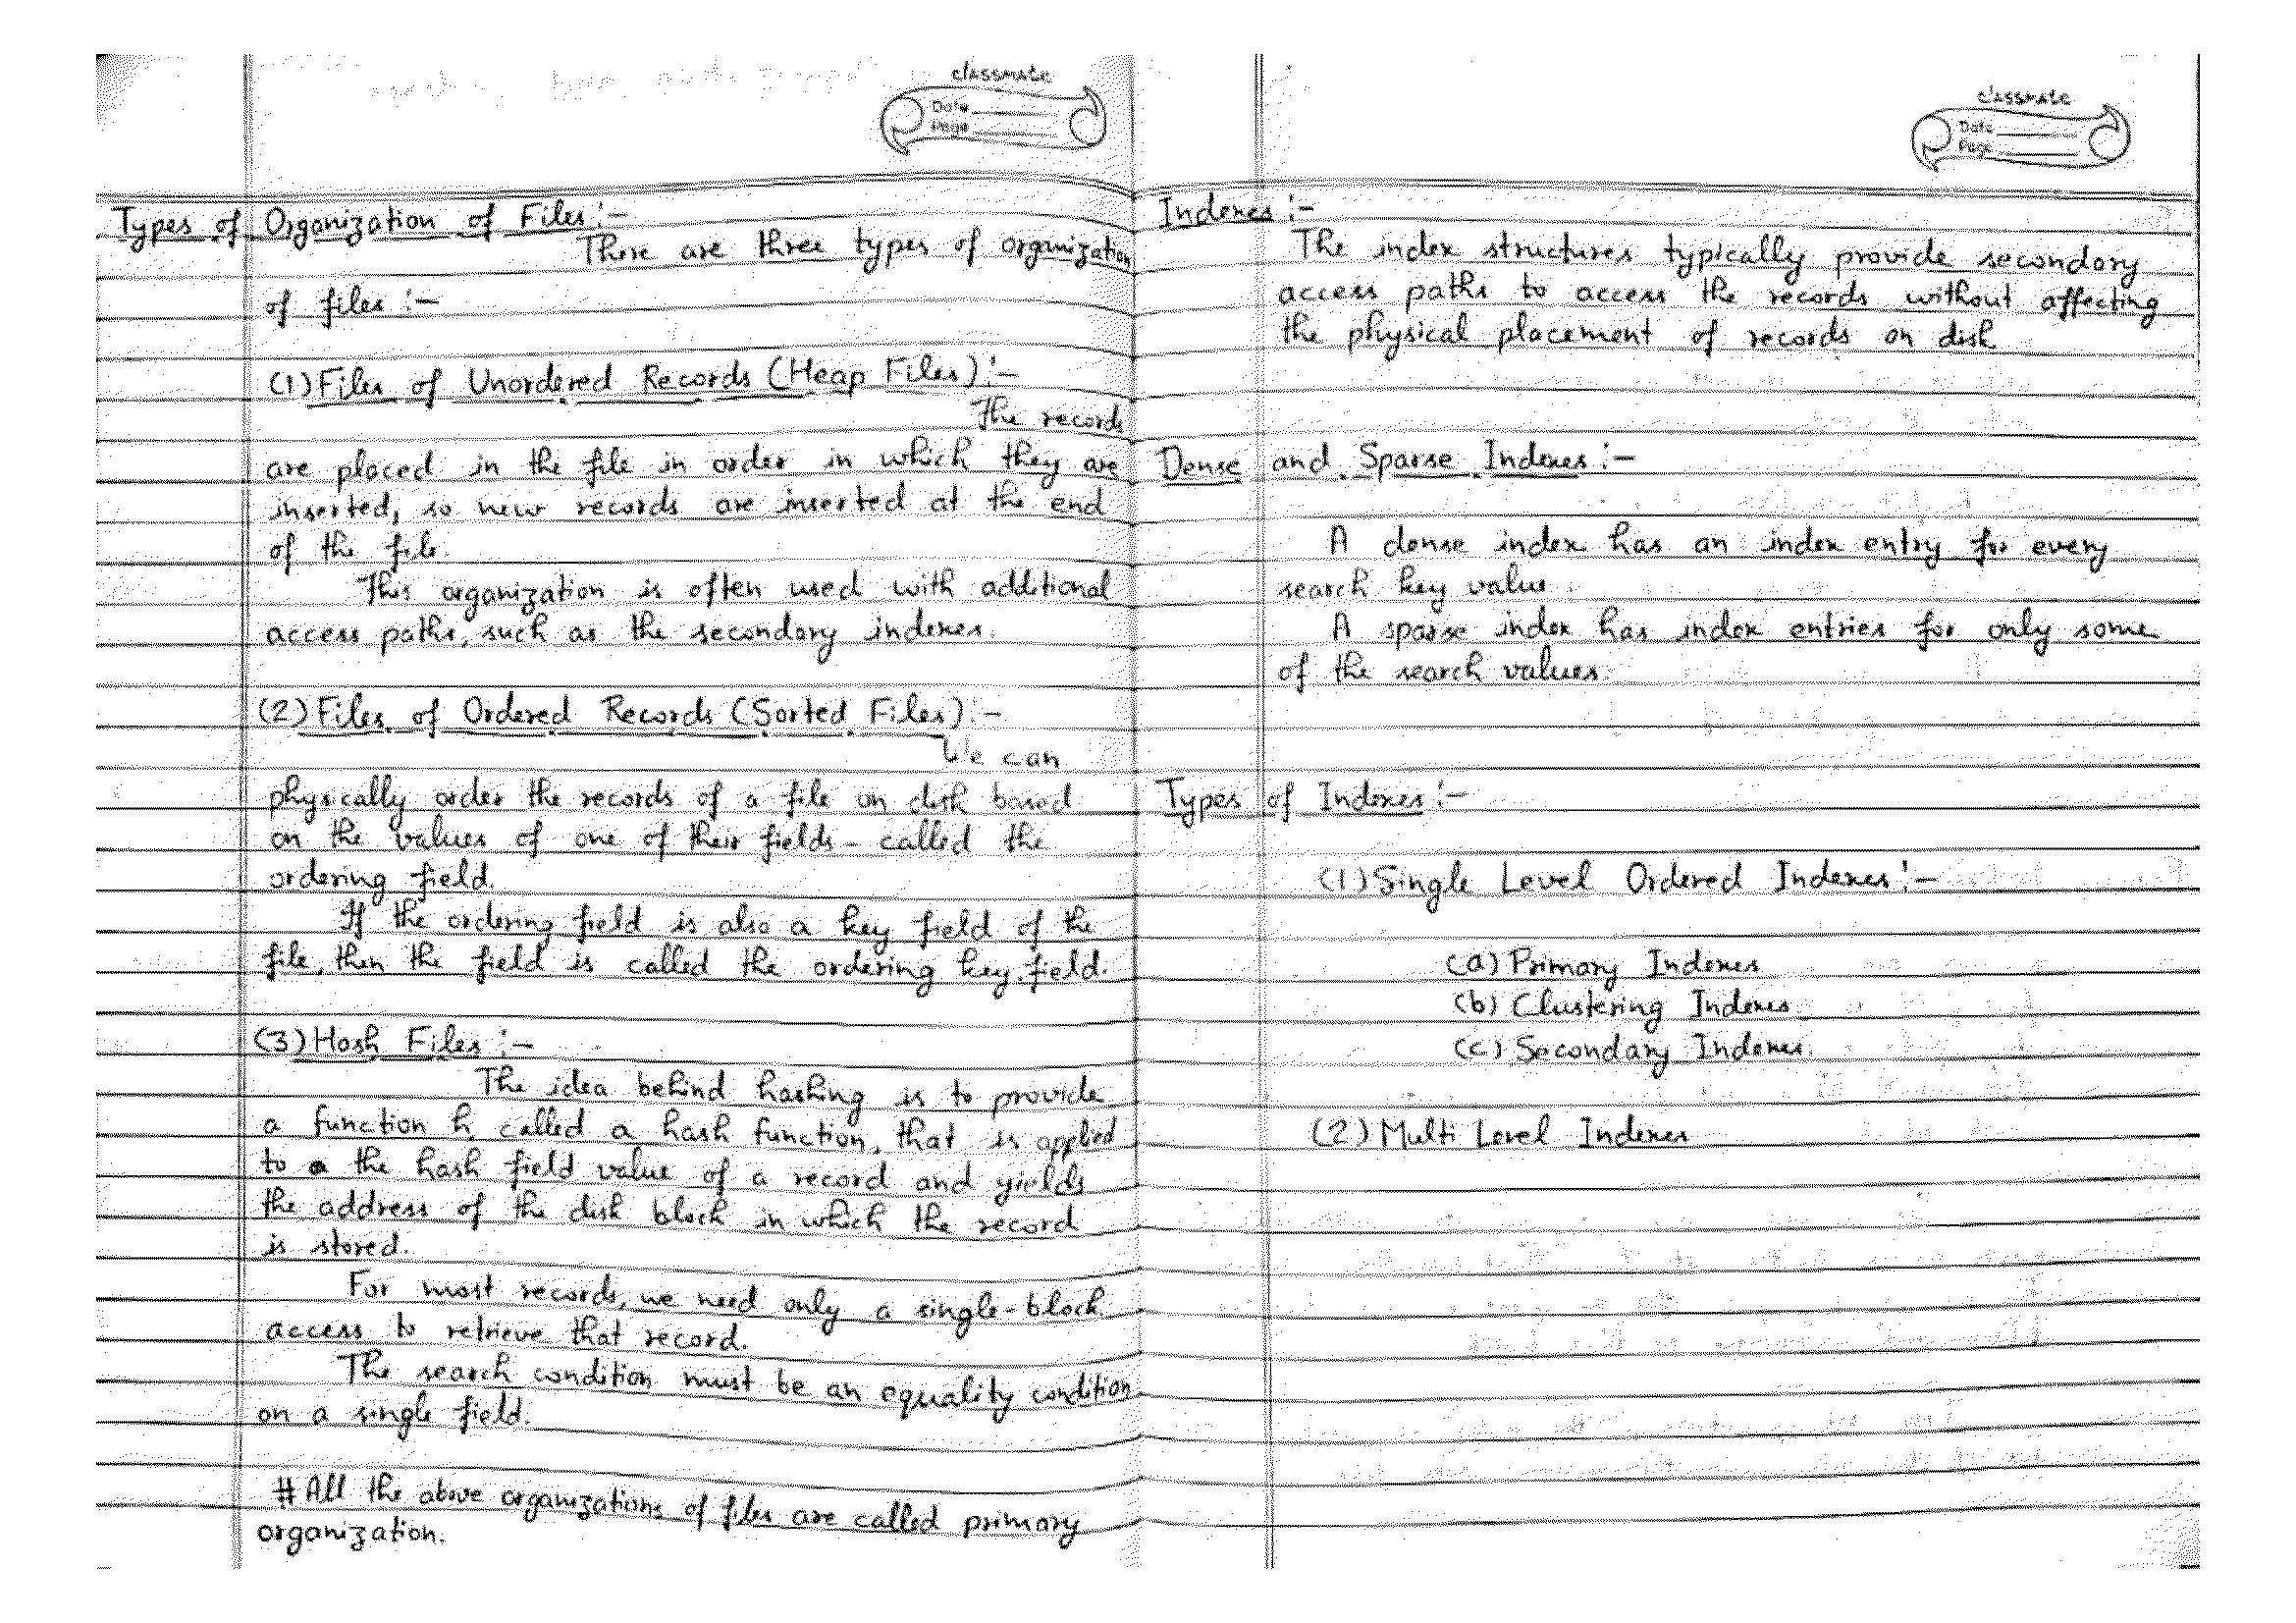 classmate
Date
Page
Types of Organization of Files :-
There are three types of organization
of files :-
(1) Files of Unordered Records (Heap Files) :-
The records
are placed in the file in order in which they are
inserted, so new records are inserted at the end
of the file.
This organization is often used with additional
access paths, such as the secondary indexes.
(2) Files of Ordered Records (Sorted Files) :-
We can
physically order the records of a file on disk based
on the values of one of their fields - called the
ordering field.
If the ordering field is also a key field of the
file, then the field is called the ordering key field.
(3) Hash Files :-
The idea behind hashing is to provide
a function h, called a hash function, that is applied
to the hash field value of a record and yields
the address of the disk block in which the record
is stored.
For most records, we need only a single-block
access to retrieve that record.
The search condition must be an equality condition
on a single field.
# All the above organizations of files are called primary
organization.
classmate
Date
Page
Indexes :-
The index structures typically provide secondary
access paths to access the records without affecting
the physical placement of records on disk
Dense and Sparse Indexes :-
A dense index has an index entry for every
search key value.
A sparse index has index entries for only some
of the search values.
Types of Indexes :-
(1) Single Level Ordered Indexes :-
(a) Primary Indexes
(b) Clustering Indexes
(c) Secondary Indexes.
(2) Multi Level Indexes